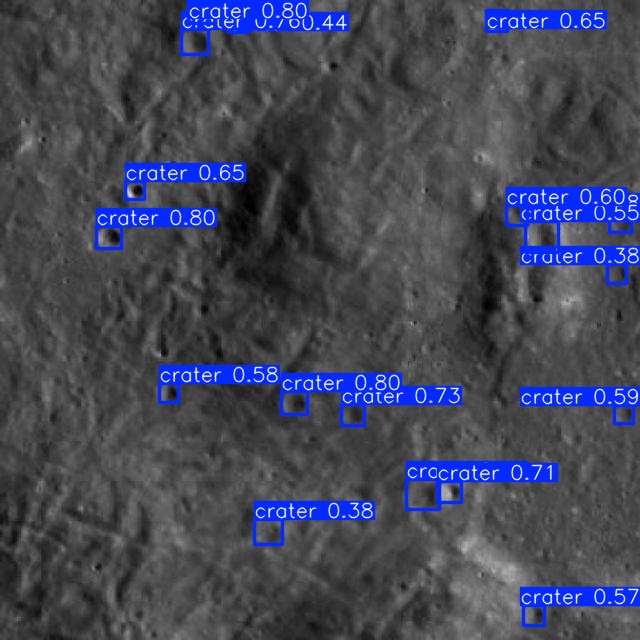 crater 0.80
crater 0.760.44
crater 0.65
crater 0.65
crater 0.80
crater 0.60
crater 0.55
crater 0.38
crater 0.58
crater 0.80
crater 0.73
crater 0.59
crater 0.71
crater 0.38
crater 0.57